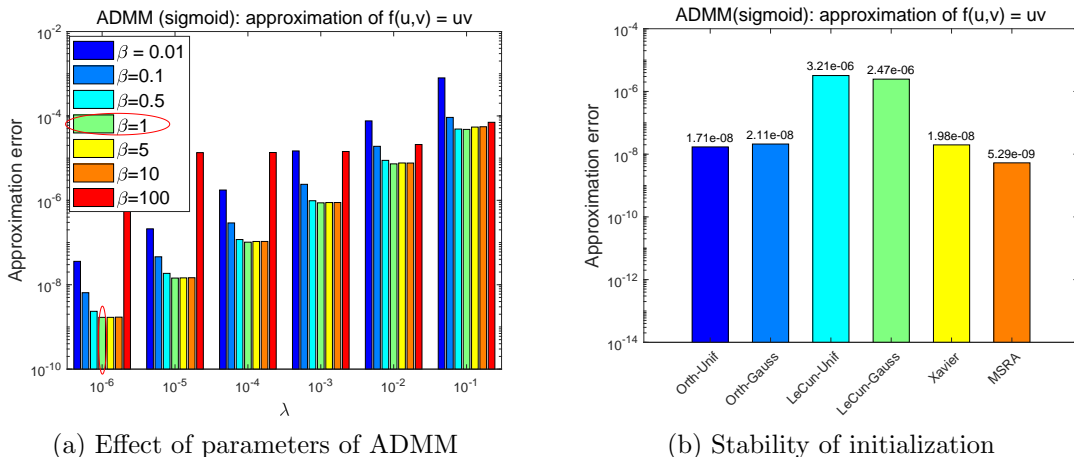 ADMM (sigmoid): approximation of f(u,v) = uv
10^-2
10^-4
10^-6
10^-8
10^-10
Approximation error
β = 0.01
β=0.1
β=0.5
β=1
β=5
β=10
β=100
10^-6 10^-5 10^-4 10^-3 10^-2 10^-1
λ
(a) Effect of parameters of ADMM
ADMM(sigmoid): approximation of f(u,v) = uv
10^-4
10^-6
10^-8
10^-10
10^-12
10^-14
Approximation error
1.71e-08 2.11e-08 3.21e-06 2.47e-06 1.98e-08 5.29e-09
Orth-Unif Orth-Gauss LeCun-Unif LeCun-Gauss Xavier MSRA
(b) Stability of initialization